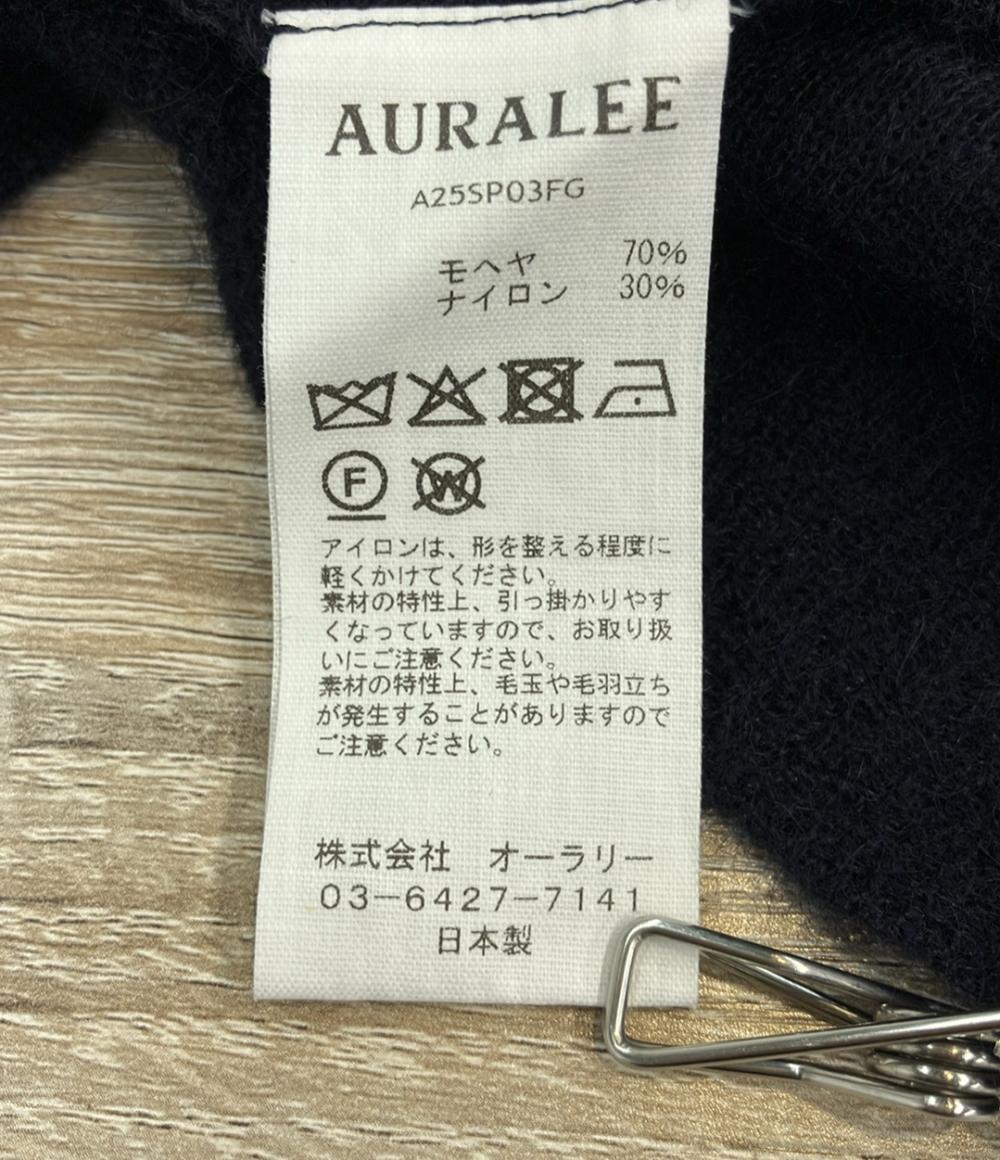 AURALEE
A25SP03FG
モヘヤ 70%
ナイロン 30%
F W
アイロンは、形を整える程度に
軽くかけてください。
素材の特性上、引っ掛かりやす
くなっていますので、お取り扱
いにご注意ください。
素材の特性上、毛玉や毛羽立ち
が発生することがありますので
ご注意ください。
株式会社 オーラリー
03-6427-7141
日本製